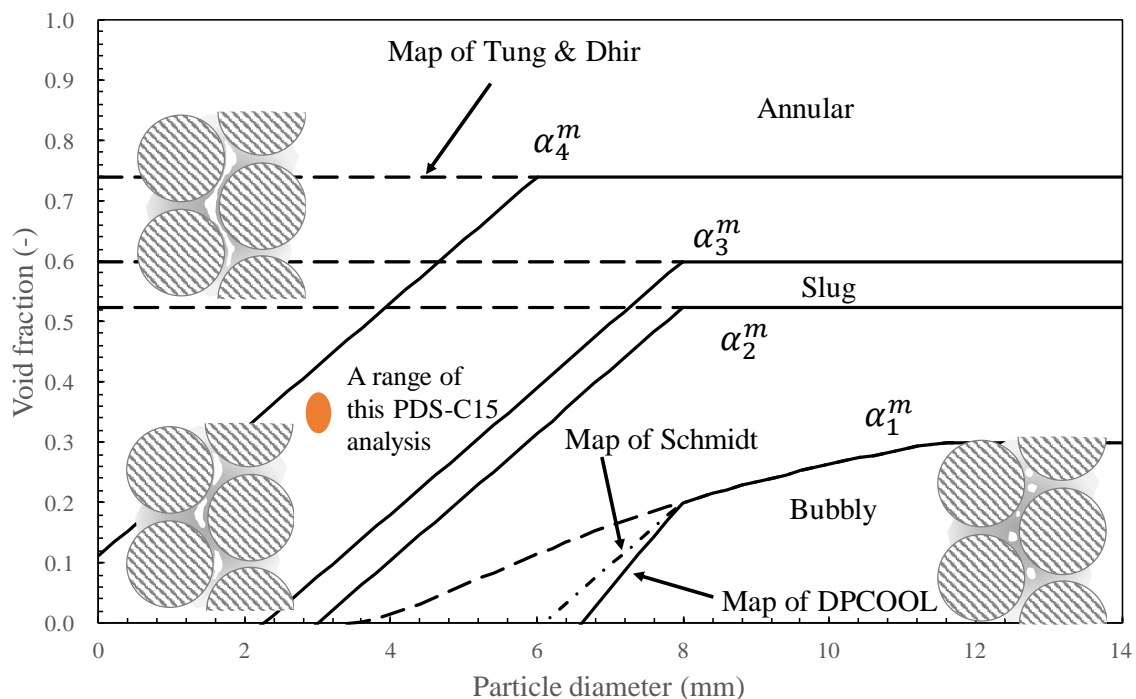 1.0
0.9
0.8
0.7
0.6
0.5
0.4
0.3
0.2
0.1
0.0
Void fraction (-)
Map of Tung & Dhir
Annular
α₄ᵐ
α₃ᵐ
Slug
α₂ᵐ
A range of
this PDS-C15
analysis
Map of Schmidt
α₁ᵐ
Bubbly
Map of DPCOOL
0 2 4 6 8 10 12 14
Particle diameter (mm)